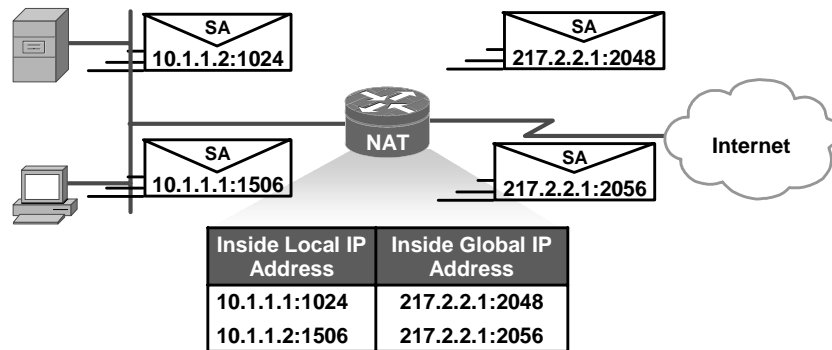 SA
10.1.1.2:1024
SA
217.2.2.1:2048
NAT
Internet
SA
10.1.1.1:1506
SA
217.2.2.1:2056
Inside Local IP Address
Inside Global IP Address
10.1.1.1:1024
217.2.2.1:2048
10.1.1.2:1506
217.2.2.1:2056